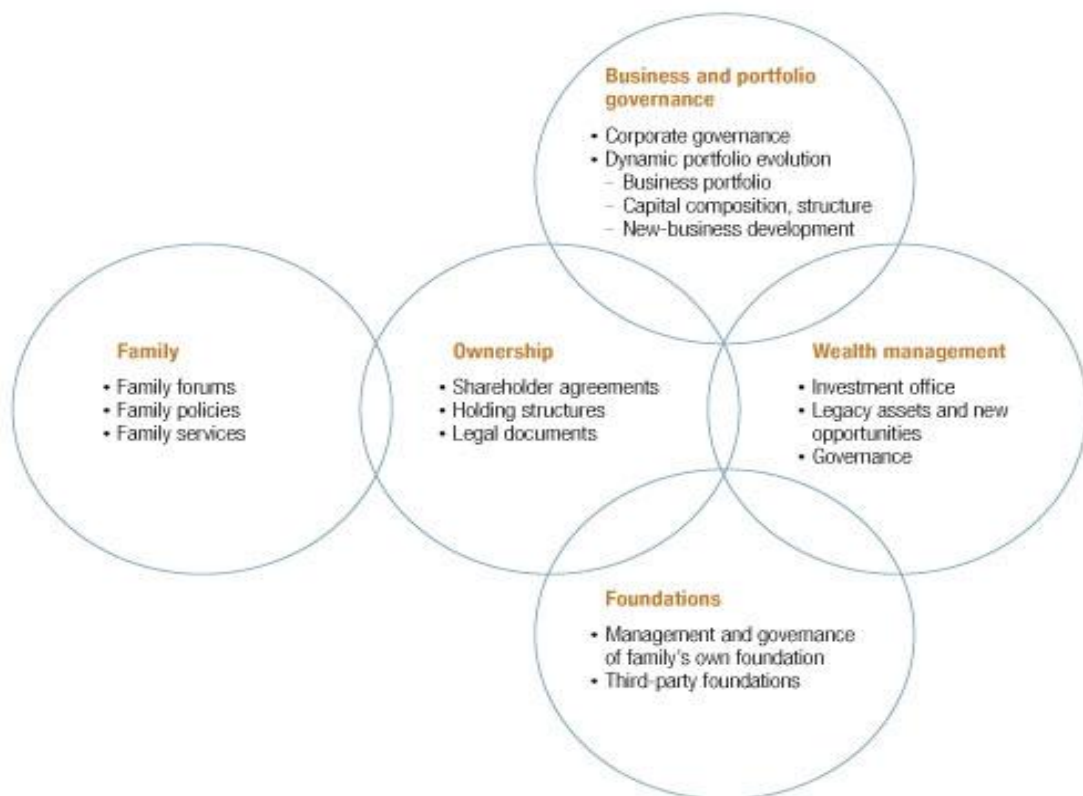 Business and portfolio
governance
• Corporate governance
• Dynamic portfolio evolution
– Business portfolio
– Capital composition, structure
– New-business development
Family
• Family forums
• Family policies
• Family services
Ownership
• Shareholder agreements
• Holding structures
• Legal documents
Wealth management
• Investment office
• Legacy assets and new
opportunities
• Governance
Foundations
• Management and governance
of family's own foundation
• Third-party foundations